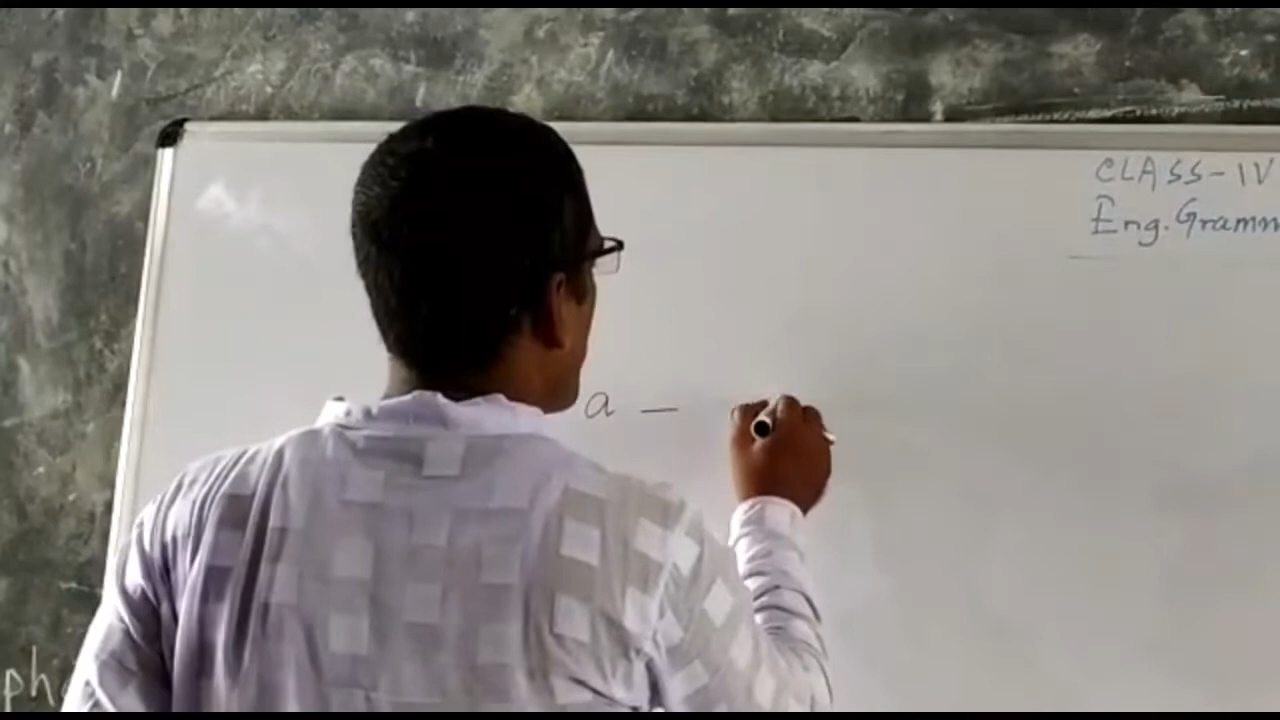 CLASS-IV
Eng. Gramm
a —